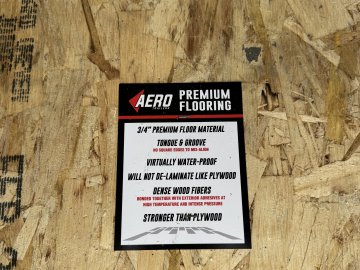 AERO PREMIUM
FLOORING
3/4" PREMIUM FLOOR MATERIAL
TONGUE & GROOVE
NO SQUARE EDGES TO MIS-ALIGN
VIRTUALLY WATER-PROOF
WILL NOT DE-LAMINATE LIKE PLYWOOD
DENSE WOOD FIBERS
BONDED TOGETHER WITH EXTERIOR ADHESIVES AT
HIGH TEMPERATURE AND INTENSE PRESSURE
STRONGER THAN PLYWOOD